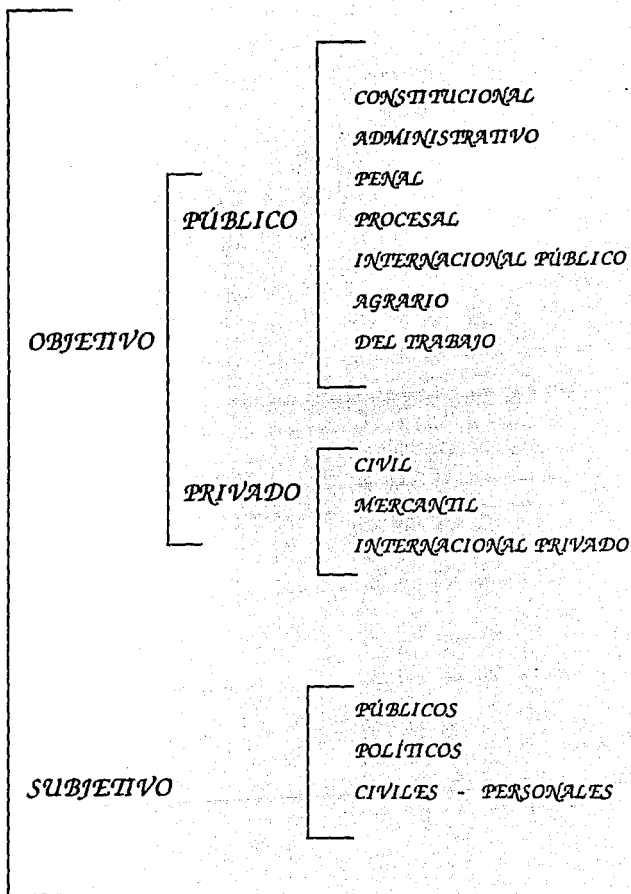 CONSTITUCIONAL
ADMINISTRATIVO
PENAL
PÚBLICO
PROCESAL
INTERNACIONAL PÚBLICO
AGRARIO
OBJETIVO
DEL TRABAJO
CIVIL
PRIVADO
MERCANTIL
INTERNACIONAL PRIVADO
PÚBLICOS
POLÍTICOS
SUBJETIVO
CIVILES - PERSONALES